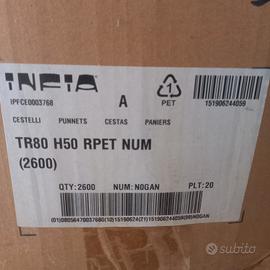 INFIA
IPFCE0003768
A
1
PET
151906244059
CESTELLI PUNNETS CESTAS PANIERS
TR80 H50 RPET NUM
(2600)
QTY:2600 NUM:N0GAN PLT:20
subito